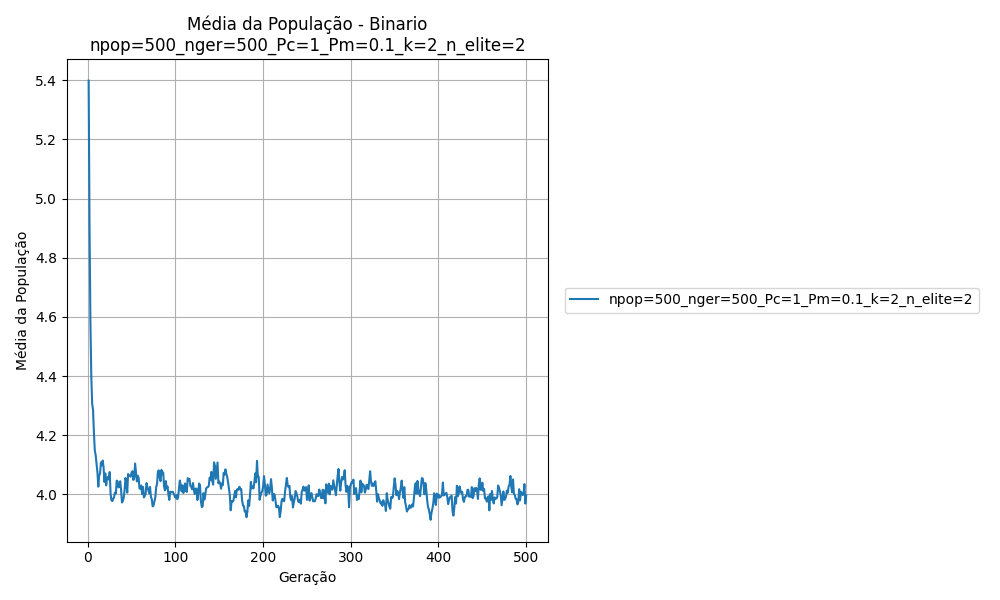 Média da População - Binario
npop=500_nger=500_Pc=1_Pm=0.1_k=2_n_elite=2
5.4
5.2
5.0
4.8
4.6
4.4
4.2
4.0
Média da População
0 100 200 300 400 500
Geração
npop=500_nger=500_Pc=1_Pm=0.1_k=2_n_elite=2